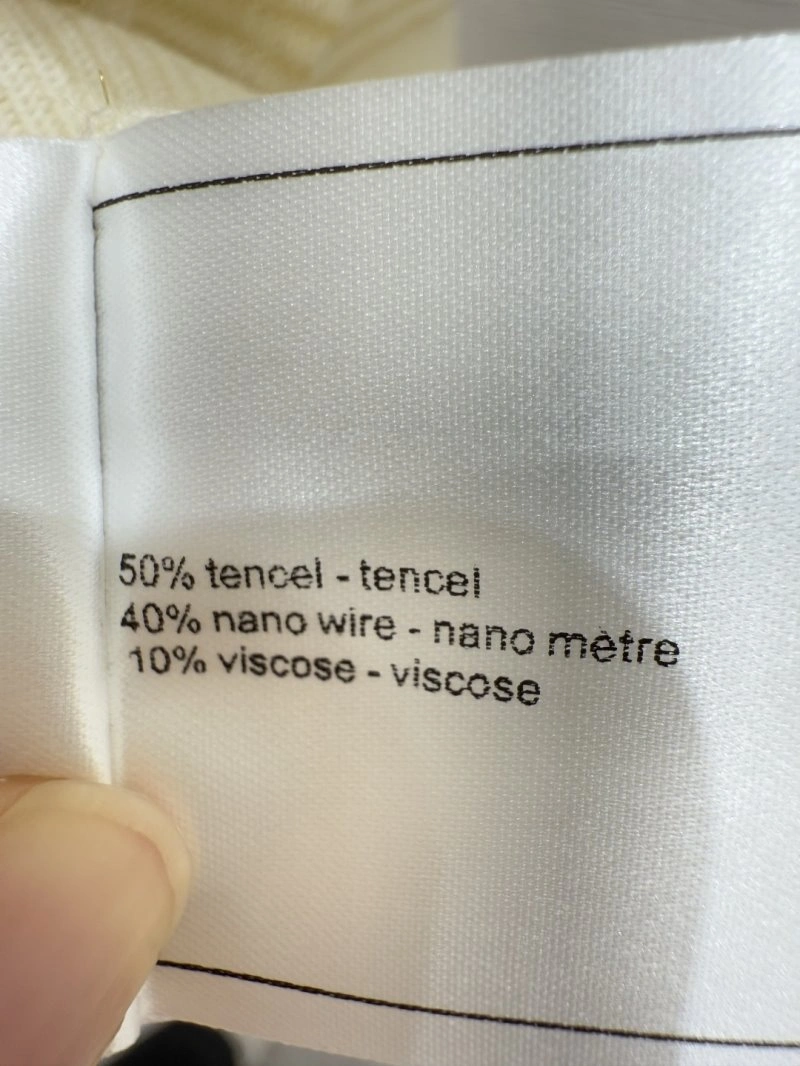 50% tencel - tencel
40% nano wire - nano mètre
10% viscose - viscose